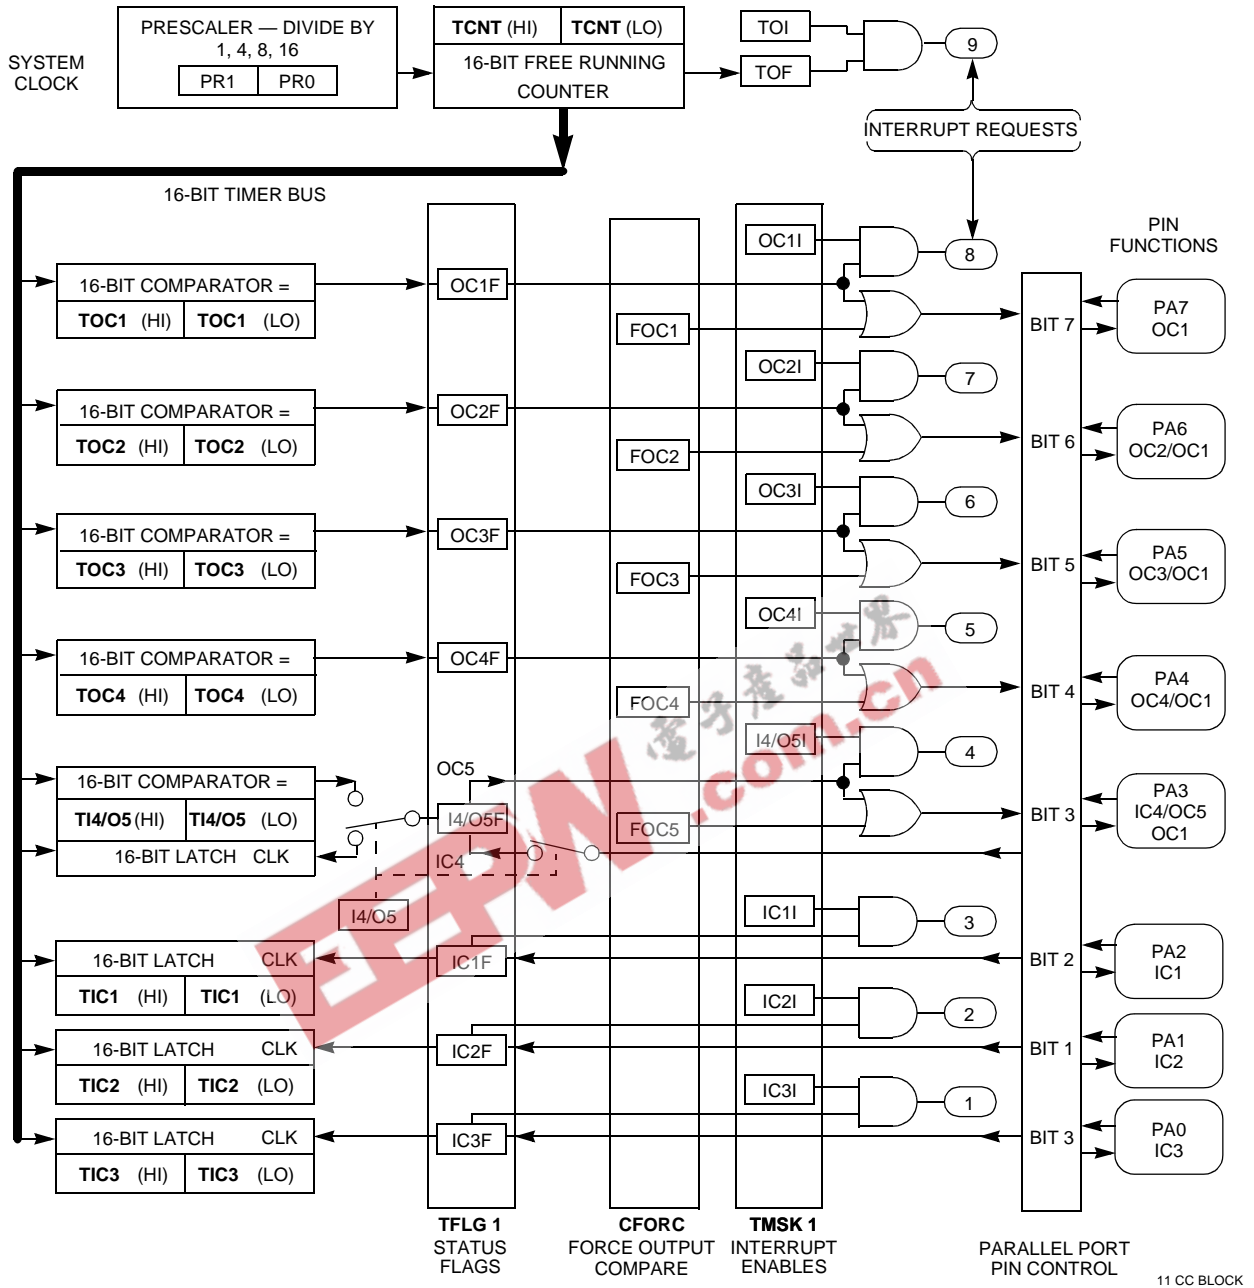 SYSTEM
CLOCK
PRESCALER — DIVIDE BY
1, 4, 8, 16
PR1 PR0
TCNT (HI) TCNT (LO)
16-BIT FREE RUNNING
COUNTER
TOI
TOF
9
INTERRUPT REQUESTS
16-BIT TIMER BUS
PIN
FUNCTIONS
OC1I
8
16-BIT COMPARATOR =
TOC1 (HI) TOC1 (LO)
OC1F
FOC1
BIT 7
PA7
OC1
OC2I
7
16-BIT COMPARATOR =
TOC2 (HI) TOC2 (LO)
OC2F
FOC2
BIT 6
PA6
OC2/OC1
OC3I
6
16-BIT COMPARATOR =
TOC3 (HI) TOC3 (LO)
OC3F
FOC3
BIT 5
PA5
OC3/OC1
OC4I
5
16-BIT COMPARATOR =
TOC4 (HI) TOC4 (LO)
OC4F
FOC4
BIT 4
PA4
OC4/OC1
I4/O5I
4
16-BIT COMPARATOR =
TI4/O5 (HI) TI4/O5 (LO)
16-BIT LATCH CLK
OC5
I4/O5F
IC4
I4/O5
FOC5
BIT 3
PA3
IC4/OC5
OC1
IC1I
3
16-BIT LATCH CLK
TIC1 (HI) TIC1 (LO)
IC1F
BIT 2
PA2
IC1
IC2I
2
16-BIT LATCH CLK
TIC2 (HI) TIC2 (LO)
IC2F
BIT 1
PA1
IC2
IC3I
1
16-BIT LATCH CLK
TIC3 (HI) TIC3 (LO)
IC3F
BIT 3
PA0
IC3
TFLG 1
STATUS
FLAGS
CFORC
FORCE OUTPUT
COMPARE
TMSK 1
INTERRUPT
ENABLES
PARALLEL PORT
PIN CONTROL
11 CC BLOCK
EEPW
.com.cn
電子産品世界